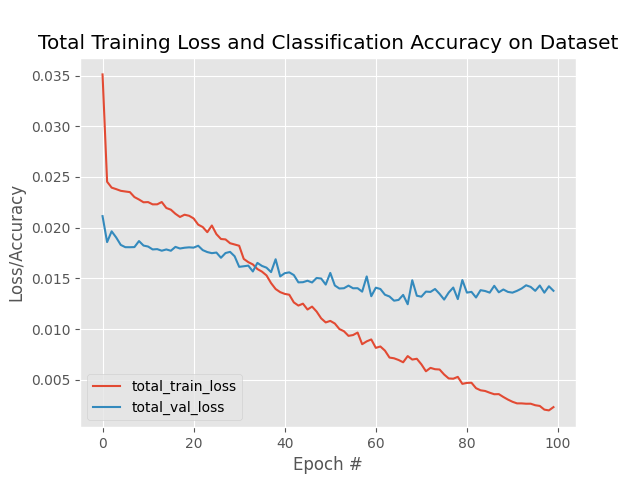 Total Training Loss and Classification Accuracy on Dataset
0.035
0.030
0.025
0.020
0.015
0.010
0.005
Loss/Accuracy
total_train_loss
total_val_loss
0 20 40 60 80 100
Epoch #